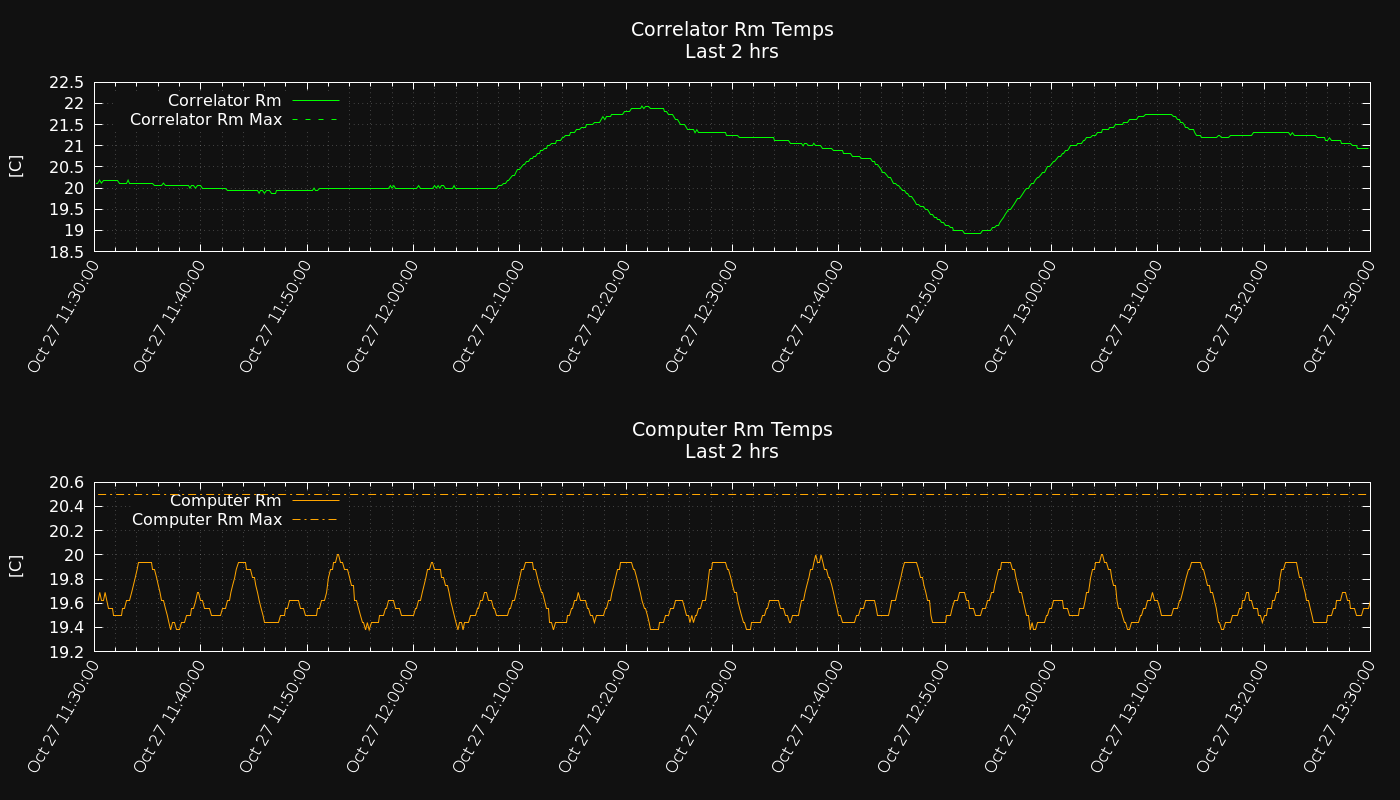 Correlator Rm Temps
Last 2 hrs
[C]
22.5
22
21.5
21
20.5
20
19.5
19
18.5
Correlator Rm
Correlator Rm Max
Oct 27 11:30:00
Oct 27 11:40:00
Oct 27 11:50:00
Oct 27 12:00:00
Oct 27 12:10:00
Oct 27 12:20:00
Oct 27 12:30:00
Oct 27 12:40:00
Oct 27 12:50:00
Oct 27 13:00:00
Oct 27 13:10:00
Oct 27 13:20:00
Oct 27 13:30:00
Computer Rm Temps
Last 2 hrs
[C]
20.6
20.4
20.2
20
19.8
19.6
19.4
19.2
Computer Rm
Computer Rm Max
Oct 27 11:30:00
Oct 27 11:40:00
Oct 27 11:50:00
Oct 27 12:00:00
Oct 27 12:10:00
Oct 27 12:20:00
Oct 27 12:30:00
Oct 27 12:40:00
Oct 27 12:50:00
Oct 27 13:00:00
Oct 27 13:10:00
Oct 27 13:20:00
Oct 27 13:30:00